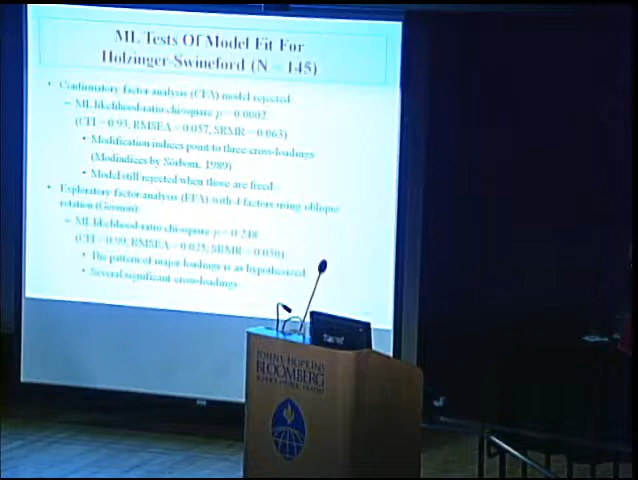 ML Tests Of Model Fit For
Holzinger-Swineford (N = 145)
• Confirmatory factor analysis (CFA) model rejected
– ML likelihood-ratio chi-square p = 0.0002
(CFI = 0.93, RMSEA = 0.057, SRMR = 0.063)
• Modification indices point to three cross-loadings
(Modindices by Sörbom, 1989)
• Model still rejected when those are freed
• Exploratory factor analysis (EFA) with 4 factors using oblique
rotation (Geomin)
– ML likelihood-ratio chi-square p = 0.248
(CFI = 0.99, RMSEA = 0.025, SRMR = 0.030)
• The pattern of major loadings is as hypothesized
• Several significant cross-loadings
JOHNS HOPKINS
BLOOMBERG